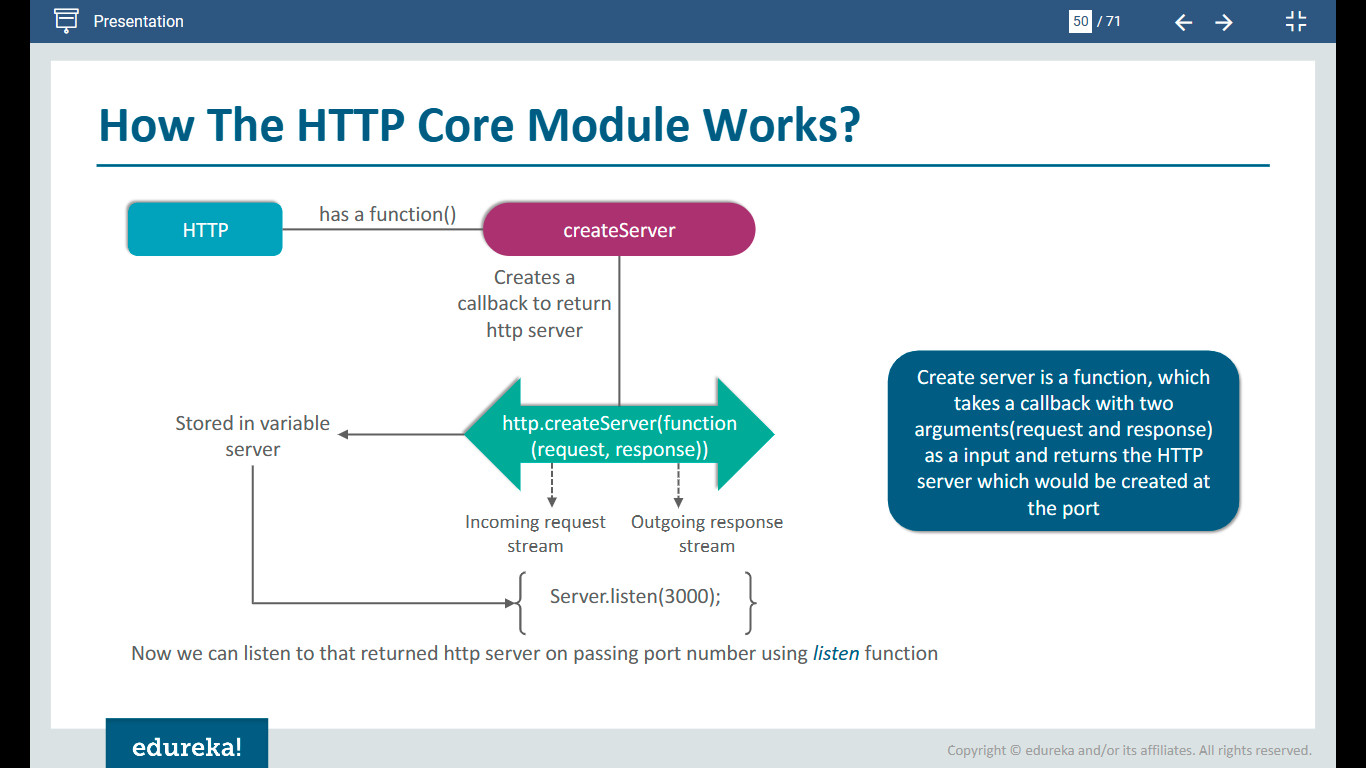 Presentation
50 / 71
How The HTTP Core Module Works?
HTTP
has a function()
createServer
Creates a
callback to return
http server
Stored in variable
server
http.createServer(function
(request, response))
Incoming request
stream
Outgoing response
stream
Server.listen(3000);
Create server is a function, which
takes a callback with two
arguments(request and response)
as a input and returns the HTTP
server which would be created at
the port
Now we can listen to that returned http server on passing port number using listen function
edureka!
Copyright © edureka and/or its affiliates. All rights reserved.